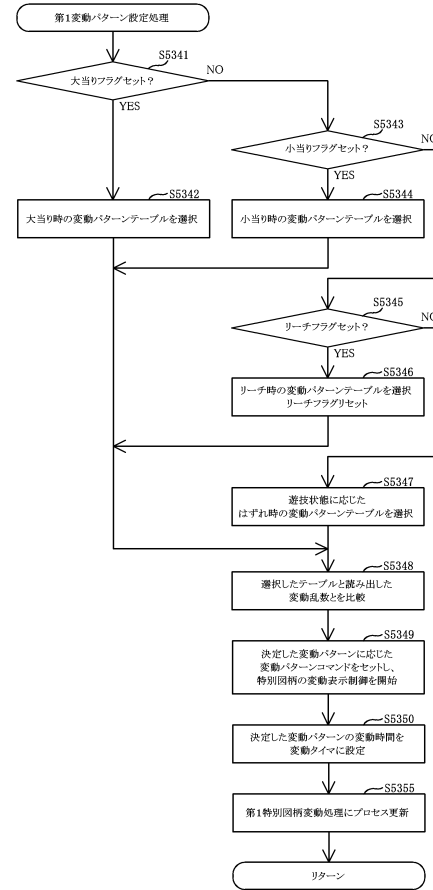 第1変動パターン設定処理
S5341
大当りフラグセット?
NO
YES
S5343
小当りフラグセット?
NO
YES
S5342
大当り時の変動パターンテーブルを選択
S5344
小当り時の変動パターンテーブルを選択
S5345
リーチフラグセット?
NO
YES
S5346
リーチ時の変動パターンテーブルを選択
リーチフラグリセット
S5347
遊技状態に応じた
はずれ時の変動パターンテーブルを選択
S5348
選択したテーブルと読み出した
変動乱数とを比較
S5349
決定した変動パターンに応じた
変動パターンコマンドをセットし、
特別図柄の変動表示制御を開始
S5350
決定した変動パターンの変動時間を
変動タイマに設定
S5355
第1特別図柄変動処理にプロセス更新
リターン